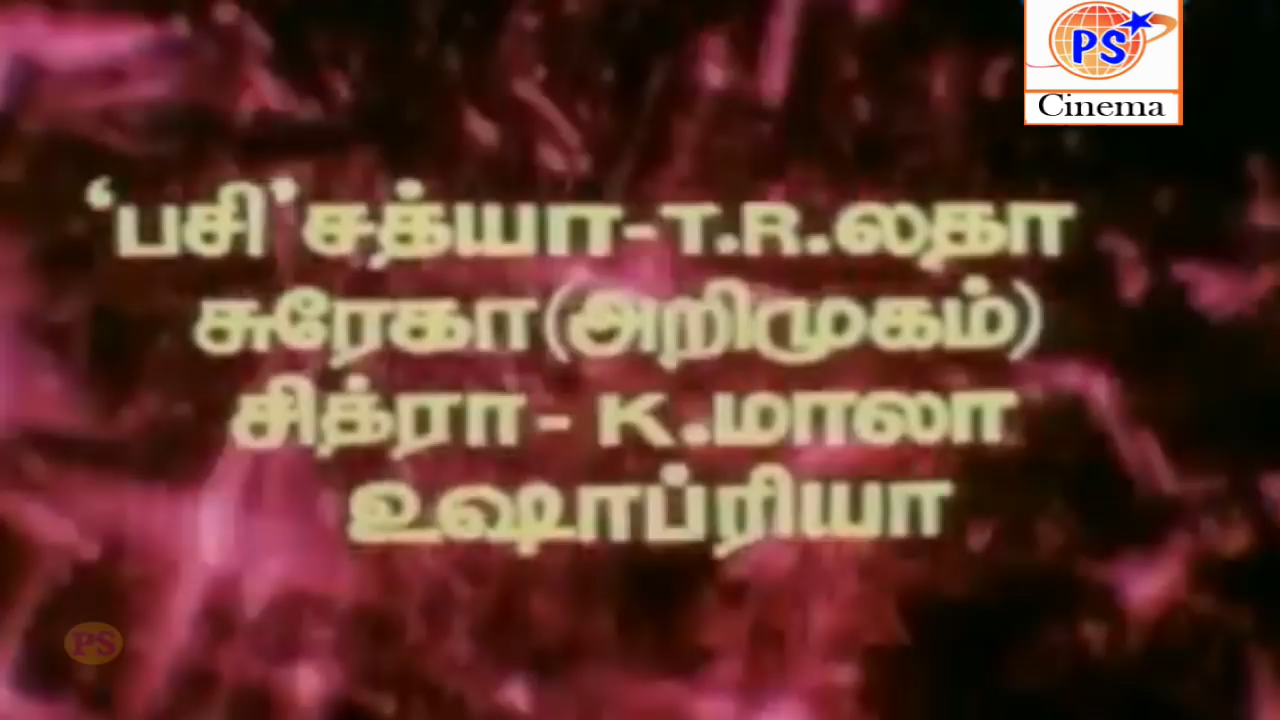 PS
Cinema
‘பசி’ சத்யா - T.R.லதா
சுரேகா (அறிமுகம்)
சித்ரா - K.மாலா
உஷாப்ரியா
PS